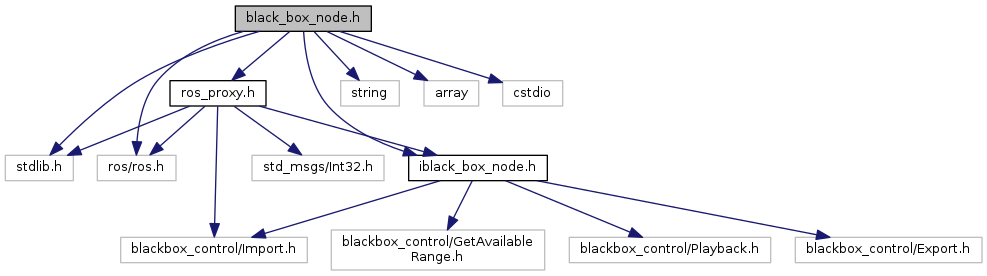 black_box_node.h
ros_proxy.h
string
array
cstdio
stdlib.h
ros/ros.h
std_msgs/Int32.h
iblack_box_node.h
blackbox_control/Import.h
blackbox_control/GetAvailable
Range.h
blackbox_control/Playback.h
blackbox_control/Export.h